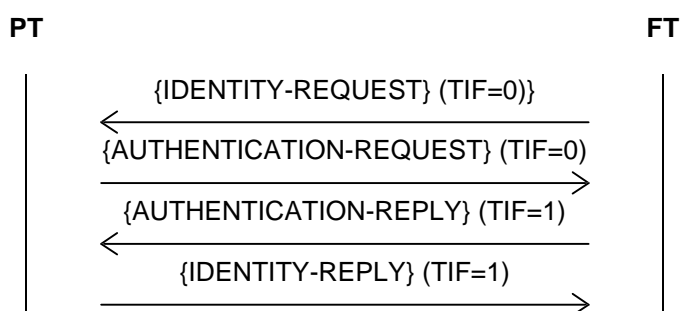 PT FT
{IDENTITY-REQUEST} (TIF=0)}
{AUTHENTICATION-REQUEST} (TIF=0)
{AUTHENTICATION-REPLY} (TIF=1)
{IDENTITY-REPLY} (TIF=1)